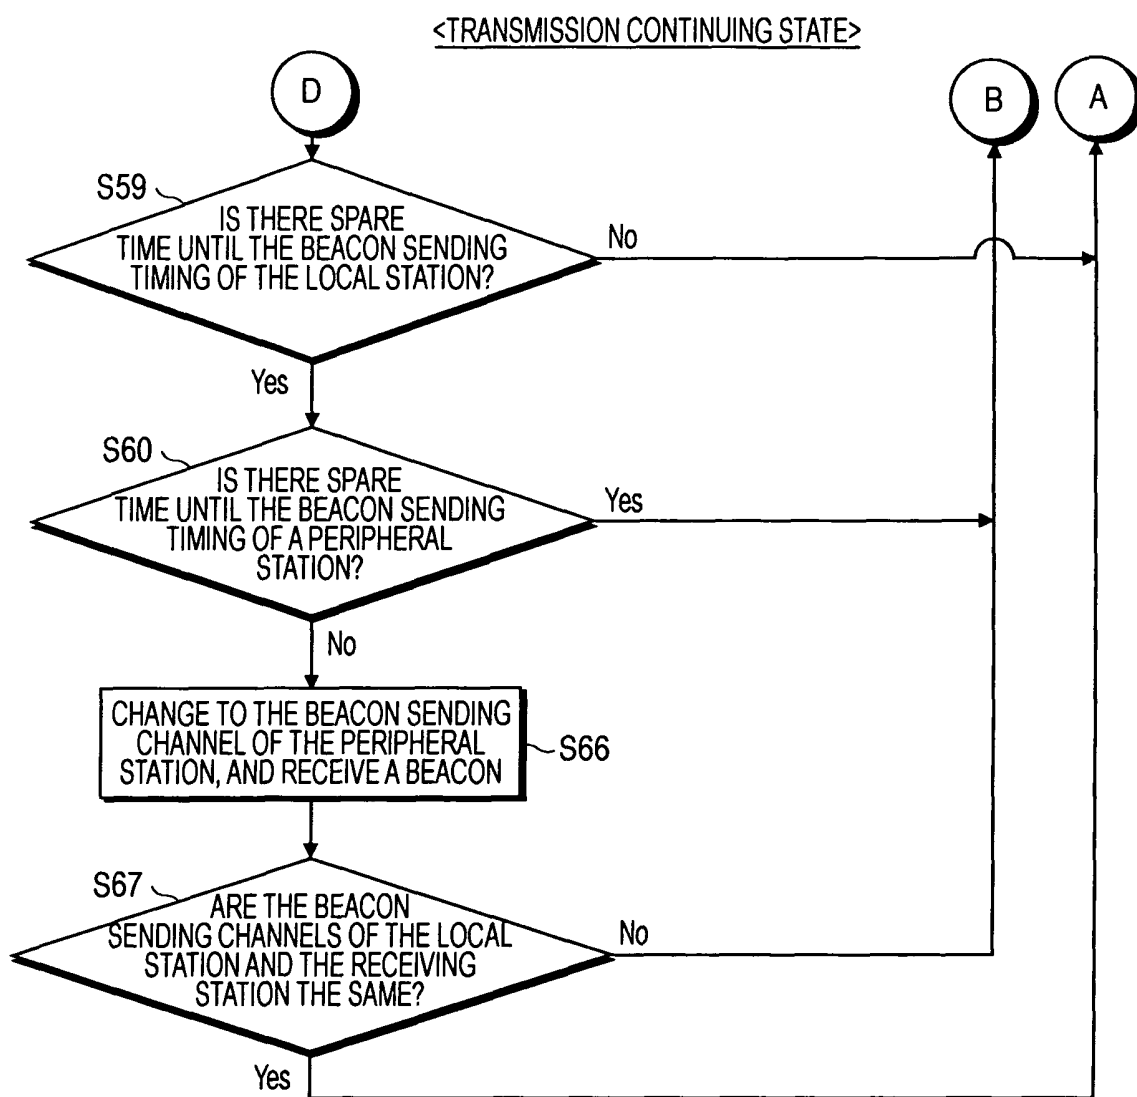 <TRANSMISSION CONTINUING STATE>
D
B
A
S59
IS THERE SPARE
TIME UNTIL THE BEACON SENDING
TIMING OF THE LOCAL STATION?
No
Yes
S60
IS THERE SPARE
TIME UNTIL THE BEACON SENDING
TIMING OF A PERIPHERAL
STATION?
Yes
No
CHANGE TO THE BEACON SENDING
CHANNEL OF THE PERIPHERAL
STATION, AND RECEIVE A BEACON
S66
S67
ARE THE BEACON
SENDING CHANNELS OF THE LOCAL
STATION AND THE RECEIVING
STATION THE SAME?
No
Yes